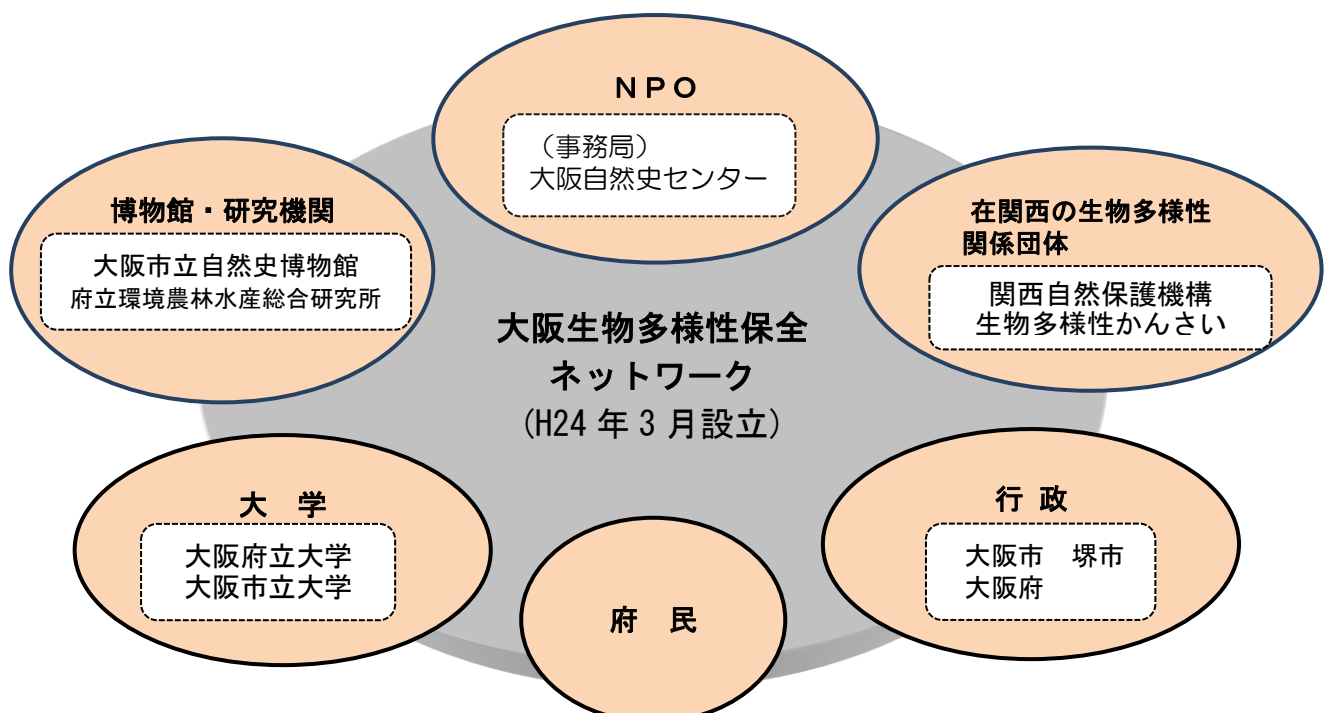 NPO
(事務局)
大阪自然史センター
博物館・研究機関
大阪市立自然史博物館
府立環境農林水産総合研究所
在関西の生物多様性
関係団体
関西自然保護機構
生物多様性かんさい
大阪生物多様性保全
ネットワーク
(H24 年 3 月設立)
大 学
大阪府立大学
大阪市立大学
行 政
大阪市 堺市
大阪府
府 民